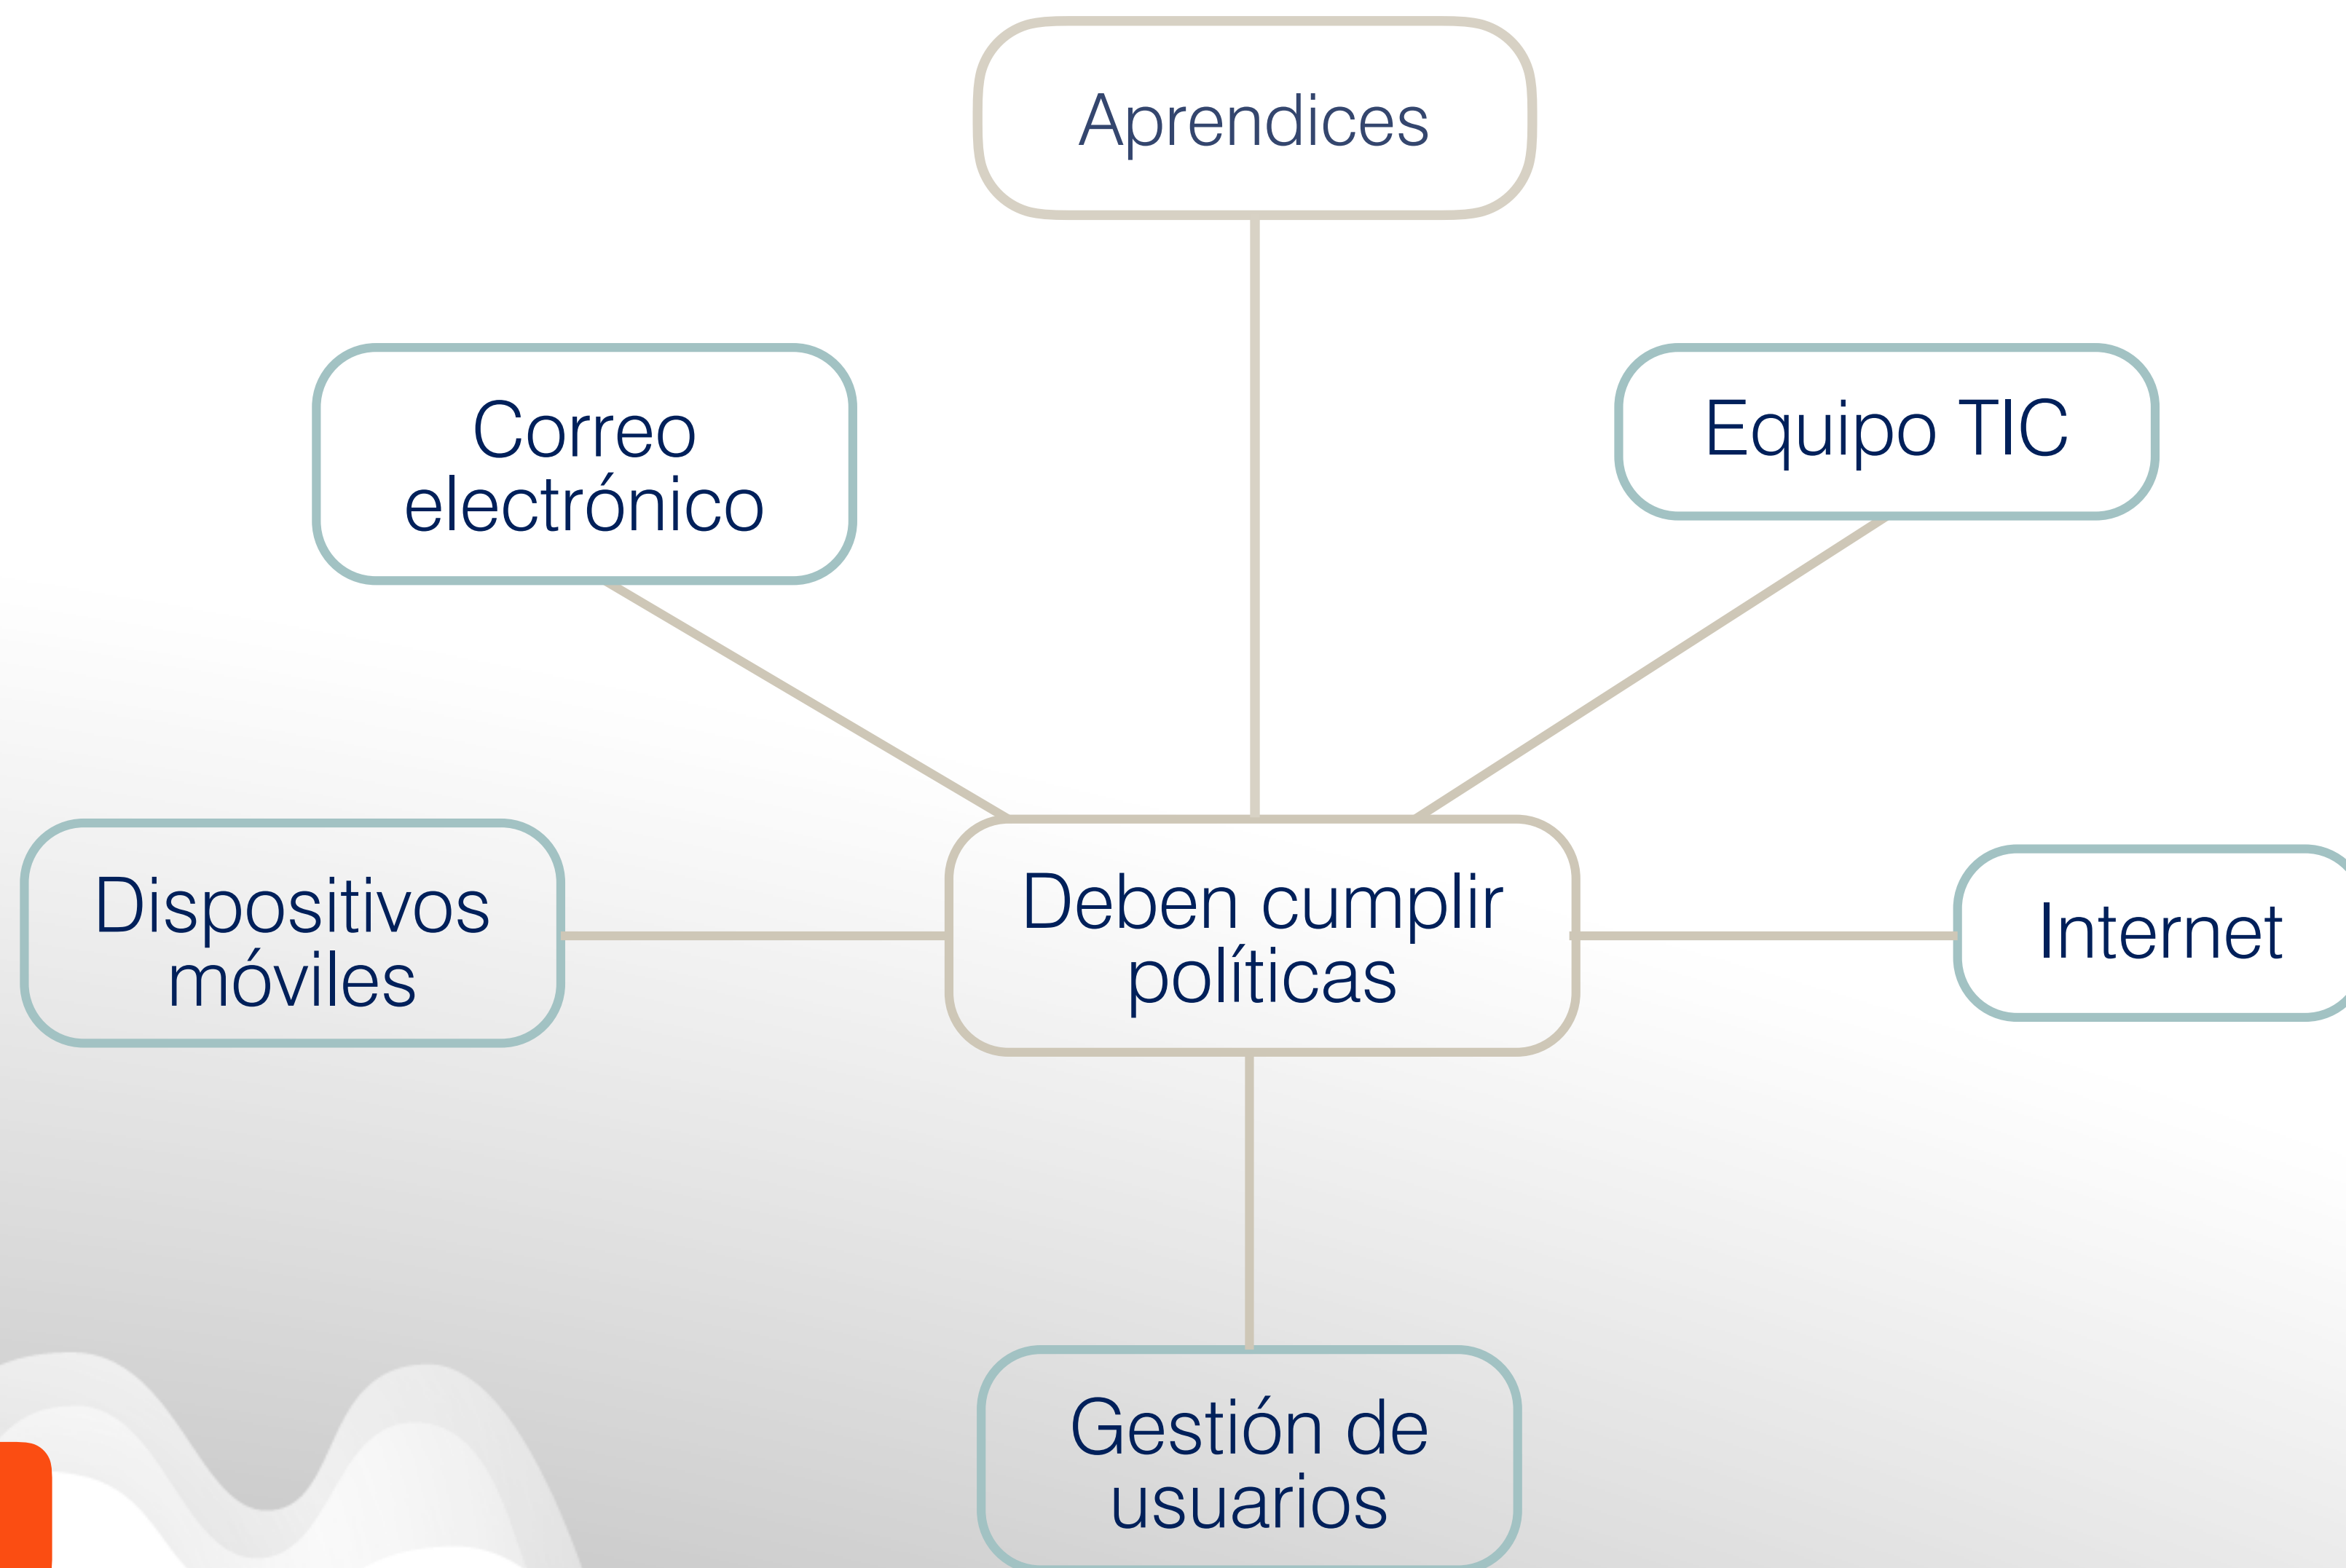 Aprendices
Correo
electrónico
Equipo TIC
Dispositivos
móviles
Deben cumplir
políticas
Internet
Gestión de
usuarios